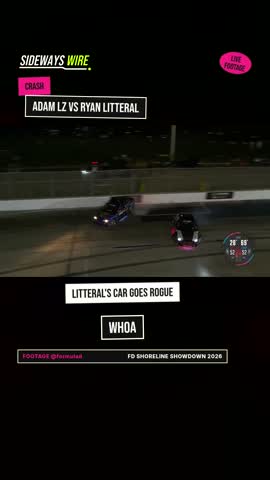 SIDEWAYS WIRE.
LIVE
FOOTAGE
CRASH
ADAM LZ VS RYAN LITTERAL
LITTERAL'S CAR GOES ROGUE
WHOA
FOOTAGE @formulad
FD SHORELINE SHOWDOWN 2026